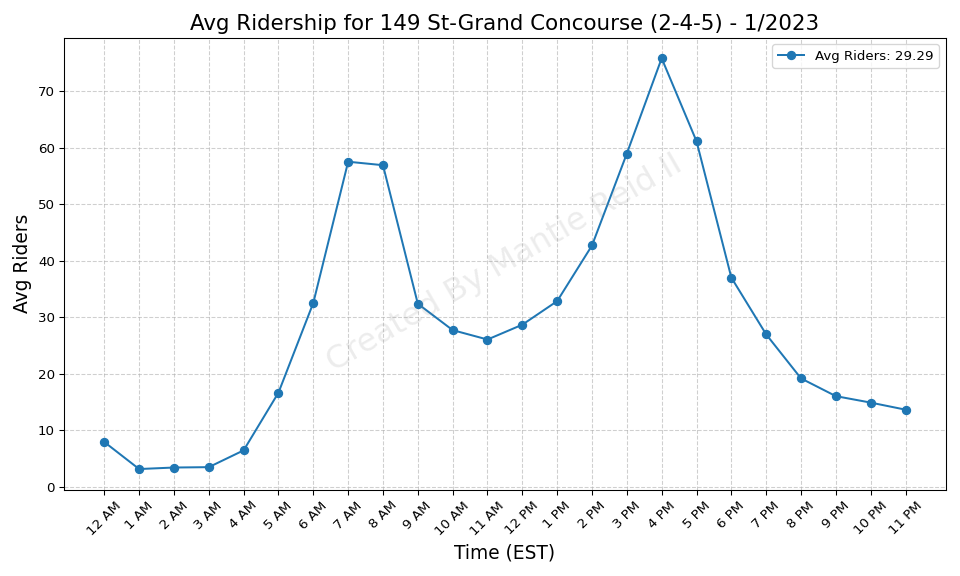 Avg Ridership for 149 St-Grand Concourse (2-4-5) - 1/2023
Avg Riders: 29.29
70
60
50
40
30
20
10
0
Avg Riders
Created By Mantie Reid II
12 AM
1 AM
2 AM
3 AM
4 AM
5 AM
6 AM
7 AM
8 AM
9 AM
10 AM
11 AM
12 PM
1 PM
2 PM
3 PM
4 PM
5 PM
6 PM
7 PM
8 PM
9 PM
10 PM
11 PM
Time (EST)